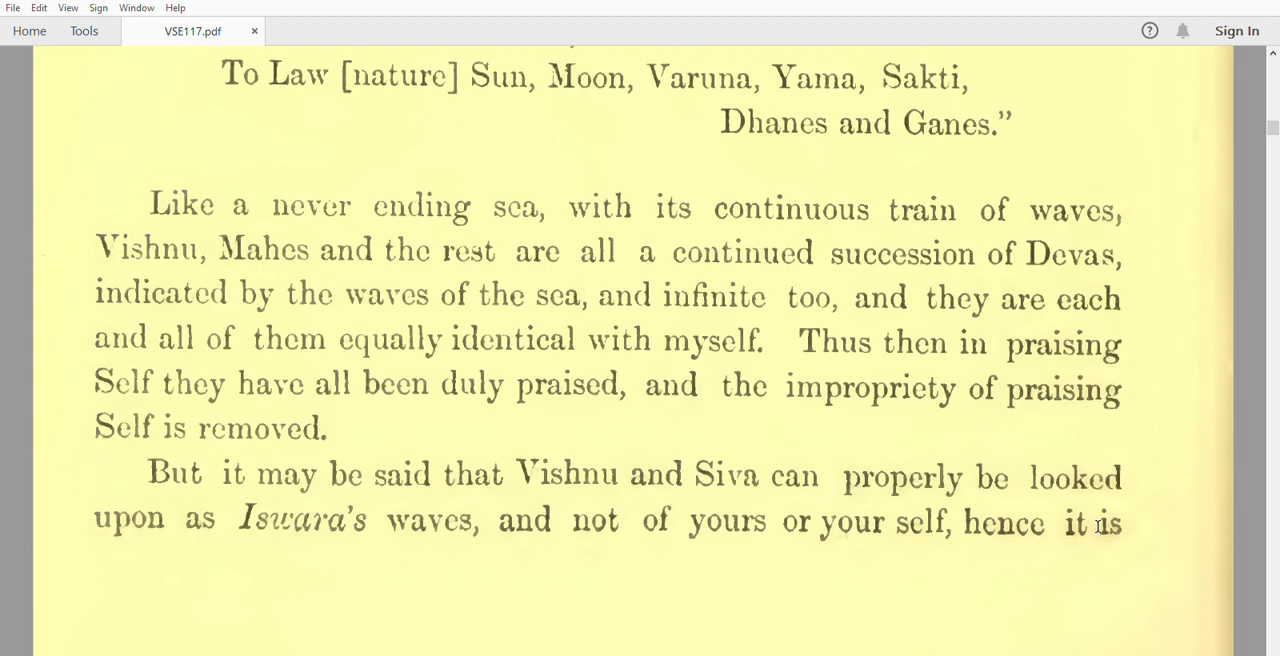 File Edit View Sign Window Help
Home Tools VSE117.pdf × ? Sign In
To Law [nature] Sun, Moon, Varuna, Yama, Sakti,
Dhanes and Ganes.”
Like a never ending sea, with its continuous train of waves,
Vishnu, Mahes and the rest are all a continued succession of Devas,
indicated by the waves of the sea, and infinite too, and they are each
and all of them equally identical with myself. Thus then in praising
Self they have all been duly praised, and the impropriety of praising
Self is removed.
But it may be said that Vishnu and Siva can properly be looked
upon as Iswara’s waves, and not of yours or your self, hence it is